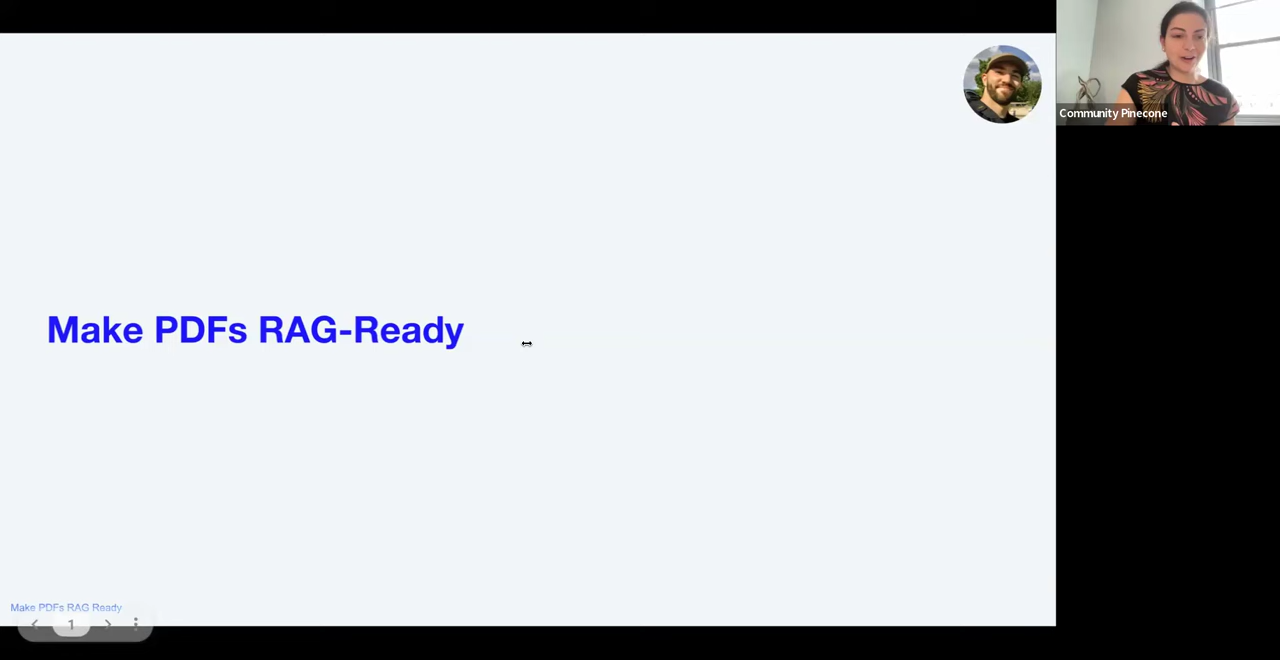 Community Pinecone
Make PDFs RAG-Ready
Make PDFs RAG Ready
1